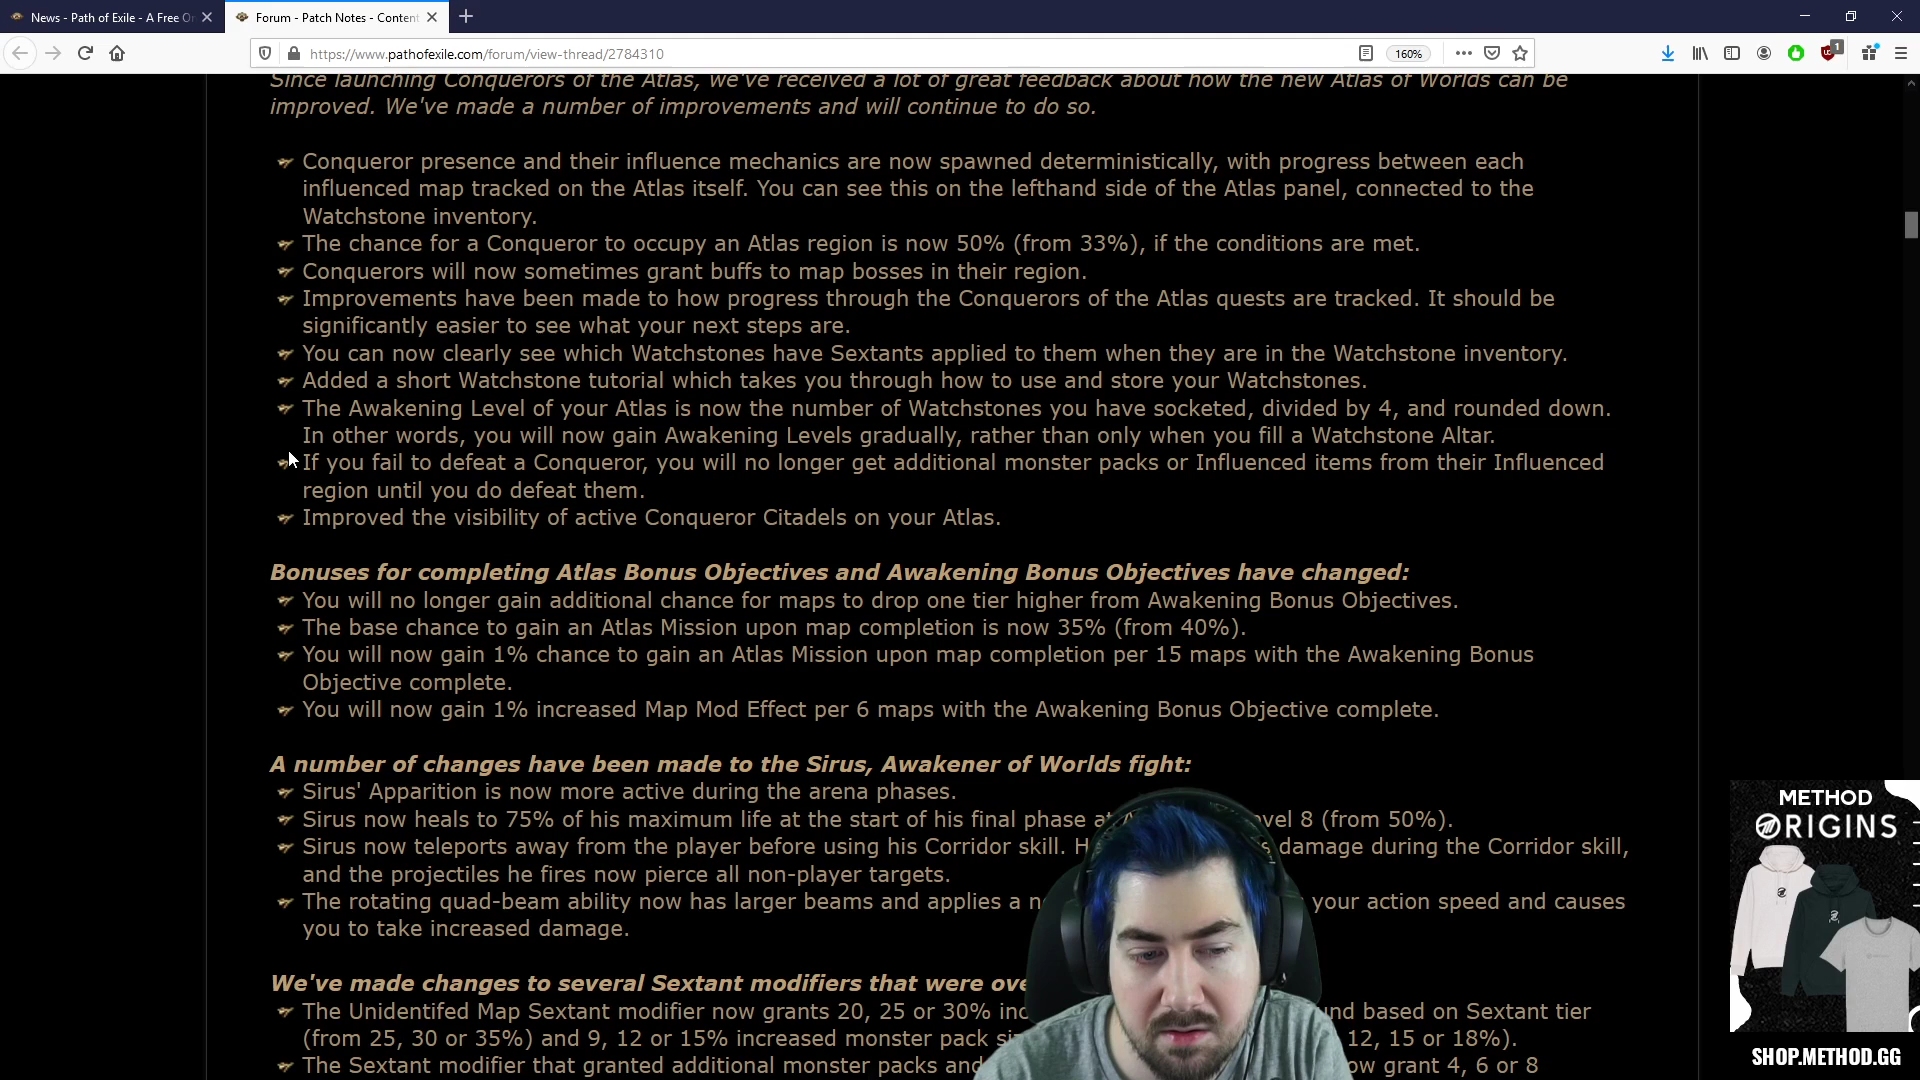 News - Path of Exile - A Free O
Forum - Patch Notes - Content
https://www.pathofexile.com/forum/view-thread/2784310
160%
1
Since launching Conquerors of the Atlas, we've received a lot of great feedback about how the new Atlas of Worlds can be
improved. We've made a number of improvements and will continue to do so.
Conqueror presence and their influence mechanics are now spawned deterministically, with progress between each
influenced map tracked on the Atlas itself. You can see this on the lefthand side of the Atlas panel, connected to the
Watchstone inventory.
The chance for a Conqueror to occupy an Atlas region is now 50% (from 33%), if the conditions are met.
Conquerors will now sometimes grant buffs to map bosses in their region.
Improvements have been made to how progress through the Conquerors of the Atlas quests are tracked. It should be
significantly easier to see what your next steps are.
You can now clearly see which Watchstones have Sextants applied to them when they are in the Watchstone inventory.
Added a short Watchstone tutorial which takes you through how to use and store your Watchstones.
The Awakening Level of your Atlas is now the number of Watchstones you have socketed, divided by 4, and rounded down.
In other words, you will now gain Awakening Levels gradually, rather than only when you fill a Watchstone Altar.
If you fail to defeat a Conqueror, you will no longer get additional monster packs or Influenced items from their Influenced
region until you do defeat them.
Improved the visibility of active Conqueror Citadels on your Atlas.
Bonuses for completing Atlas Bonus Objectives and Awakening Bonus Objectives have changed:
You will no longer gain additional chance for maps to drop one tier higher from Awakening Bonus Objectives.
The base chance to gain an Atlas Mission upon map completion is now 35% (from 40%).
You will now gain 1% chance to gain an Atlas Mission upon map completion per 15 maps with the Awakening Bonus
Objective complete.
You will now gain 1% increased Map Mod Effect per 6 maps with the Awakening Bonus Objective complete.
A number of changes have been made to the Sirus, Awakener of Worlds fight:
Sirus' Apparition is now more active during the arena phases.
Sirus now heals to 75% of his maximum life at the start of his final phase at vel 8 (from 50%).
Sirus now teleports away from the player before using his Corridor skill. damage during the Corridor skill,
and the projectiles he fires now pierce all non-player targets.
The rotating quad-beam ability now has larger beams and applies a your action speed and causes
you to take increased damage.
We've made changes to several Sextant modifiers that were ove
The Unidentifed Map Sextant modifier now grants 20, 25 or 30% inc nd based on Sextant tier
(from 25, 30 or 35%) and 9, 12 or 15% increased monster pack 12, 15 or 18%).
The Sextant modifier that granted additional monster packs and ow grant 4, 6 or 8
METHOD
ORIGINS
SHOP.METHOD.GG